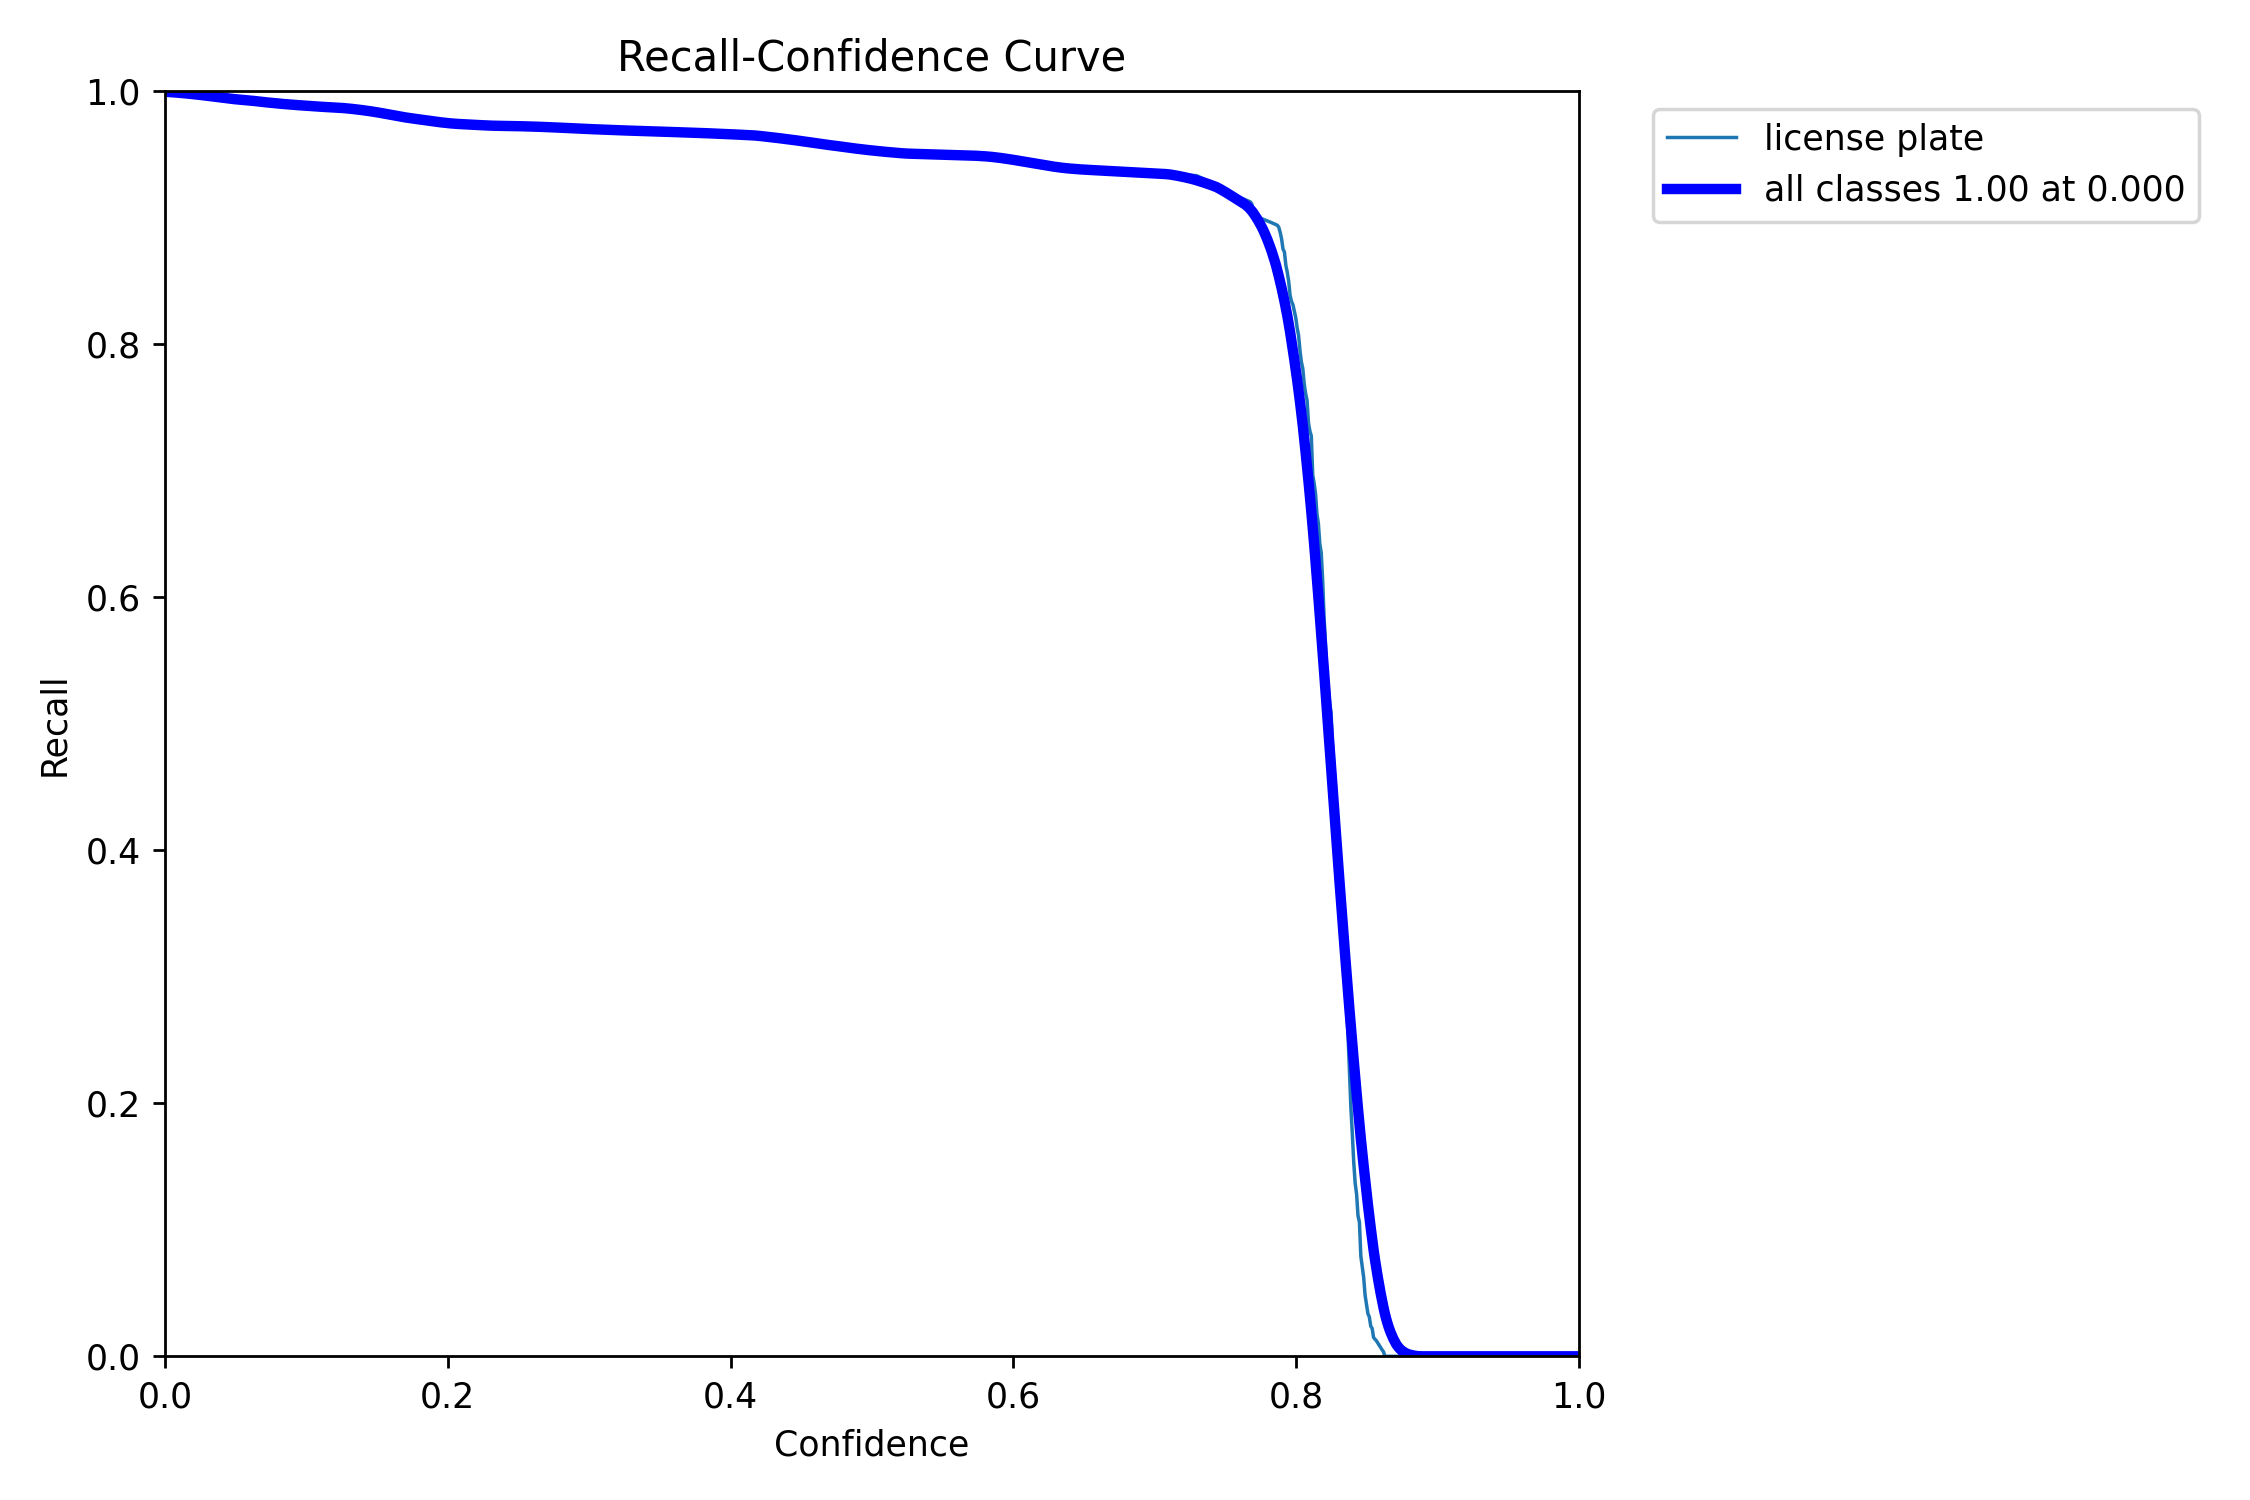 Recall-Confidence Curve
1.0
0.8
0.6
0.4
0.2
0.0
Recall
0.0 0.2 0.4 0.6 0.8 1.0
Confidence
license plate
all classes 1.00 at 0.000